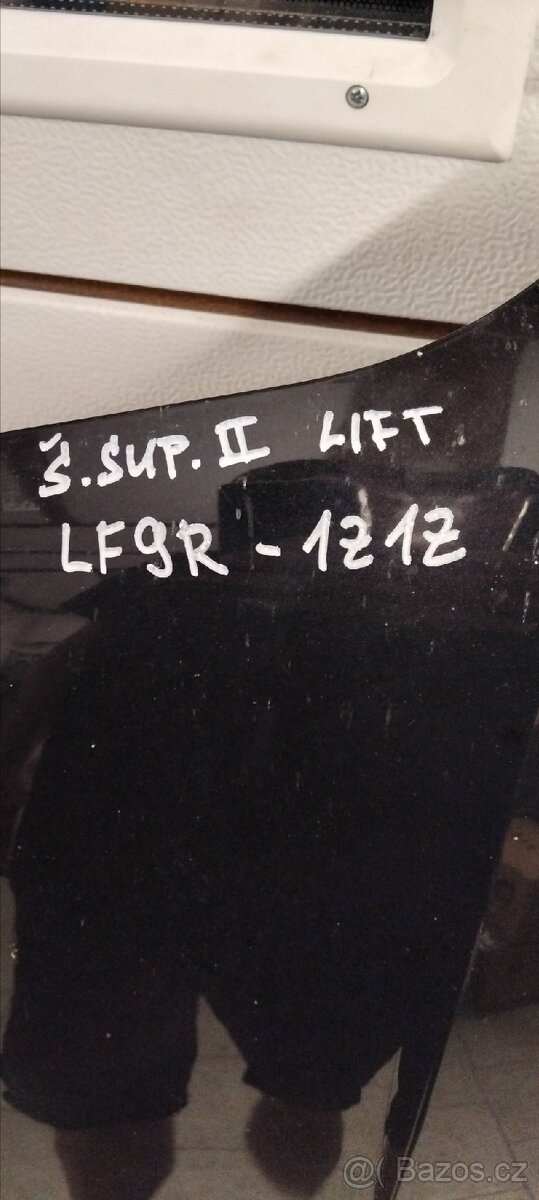 Š.SUP.II LIFT
LF9R - 1Z1Z
@( Bazos.cz